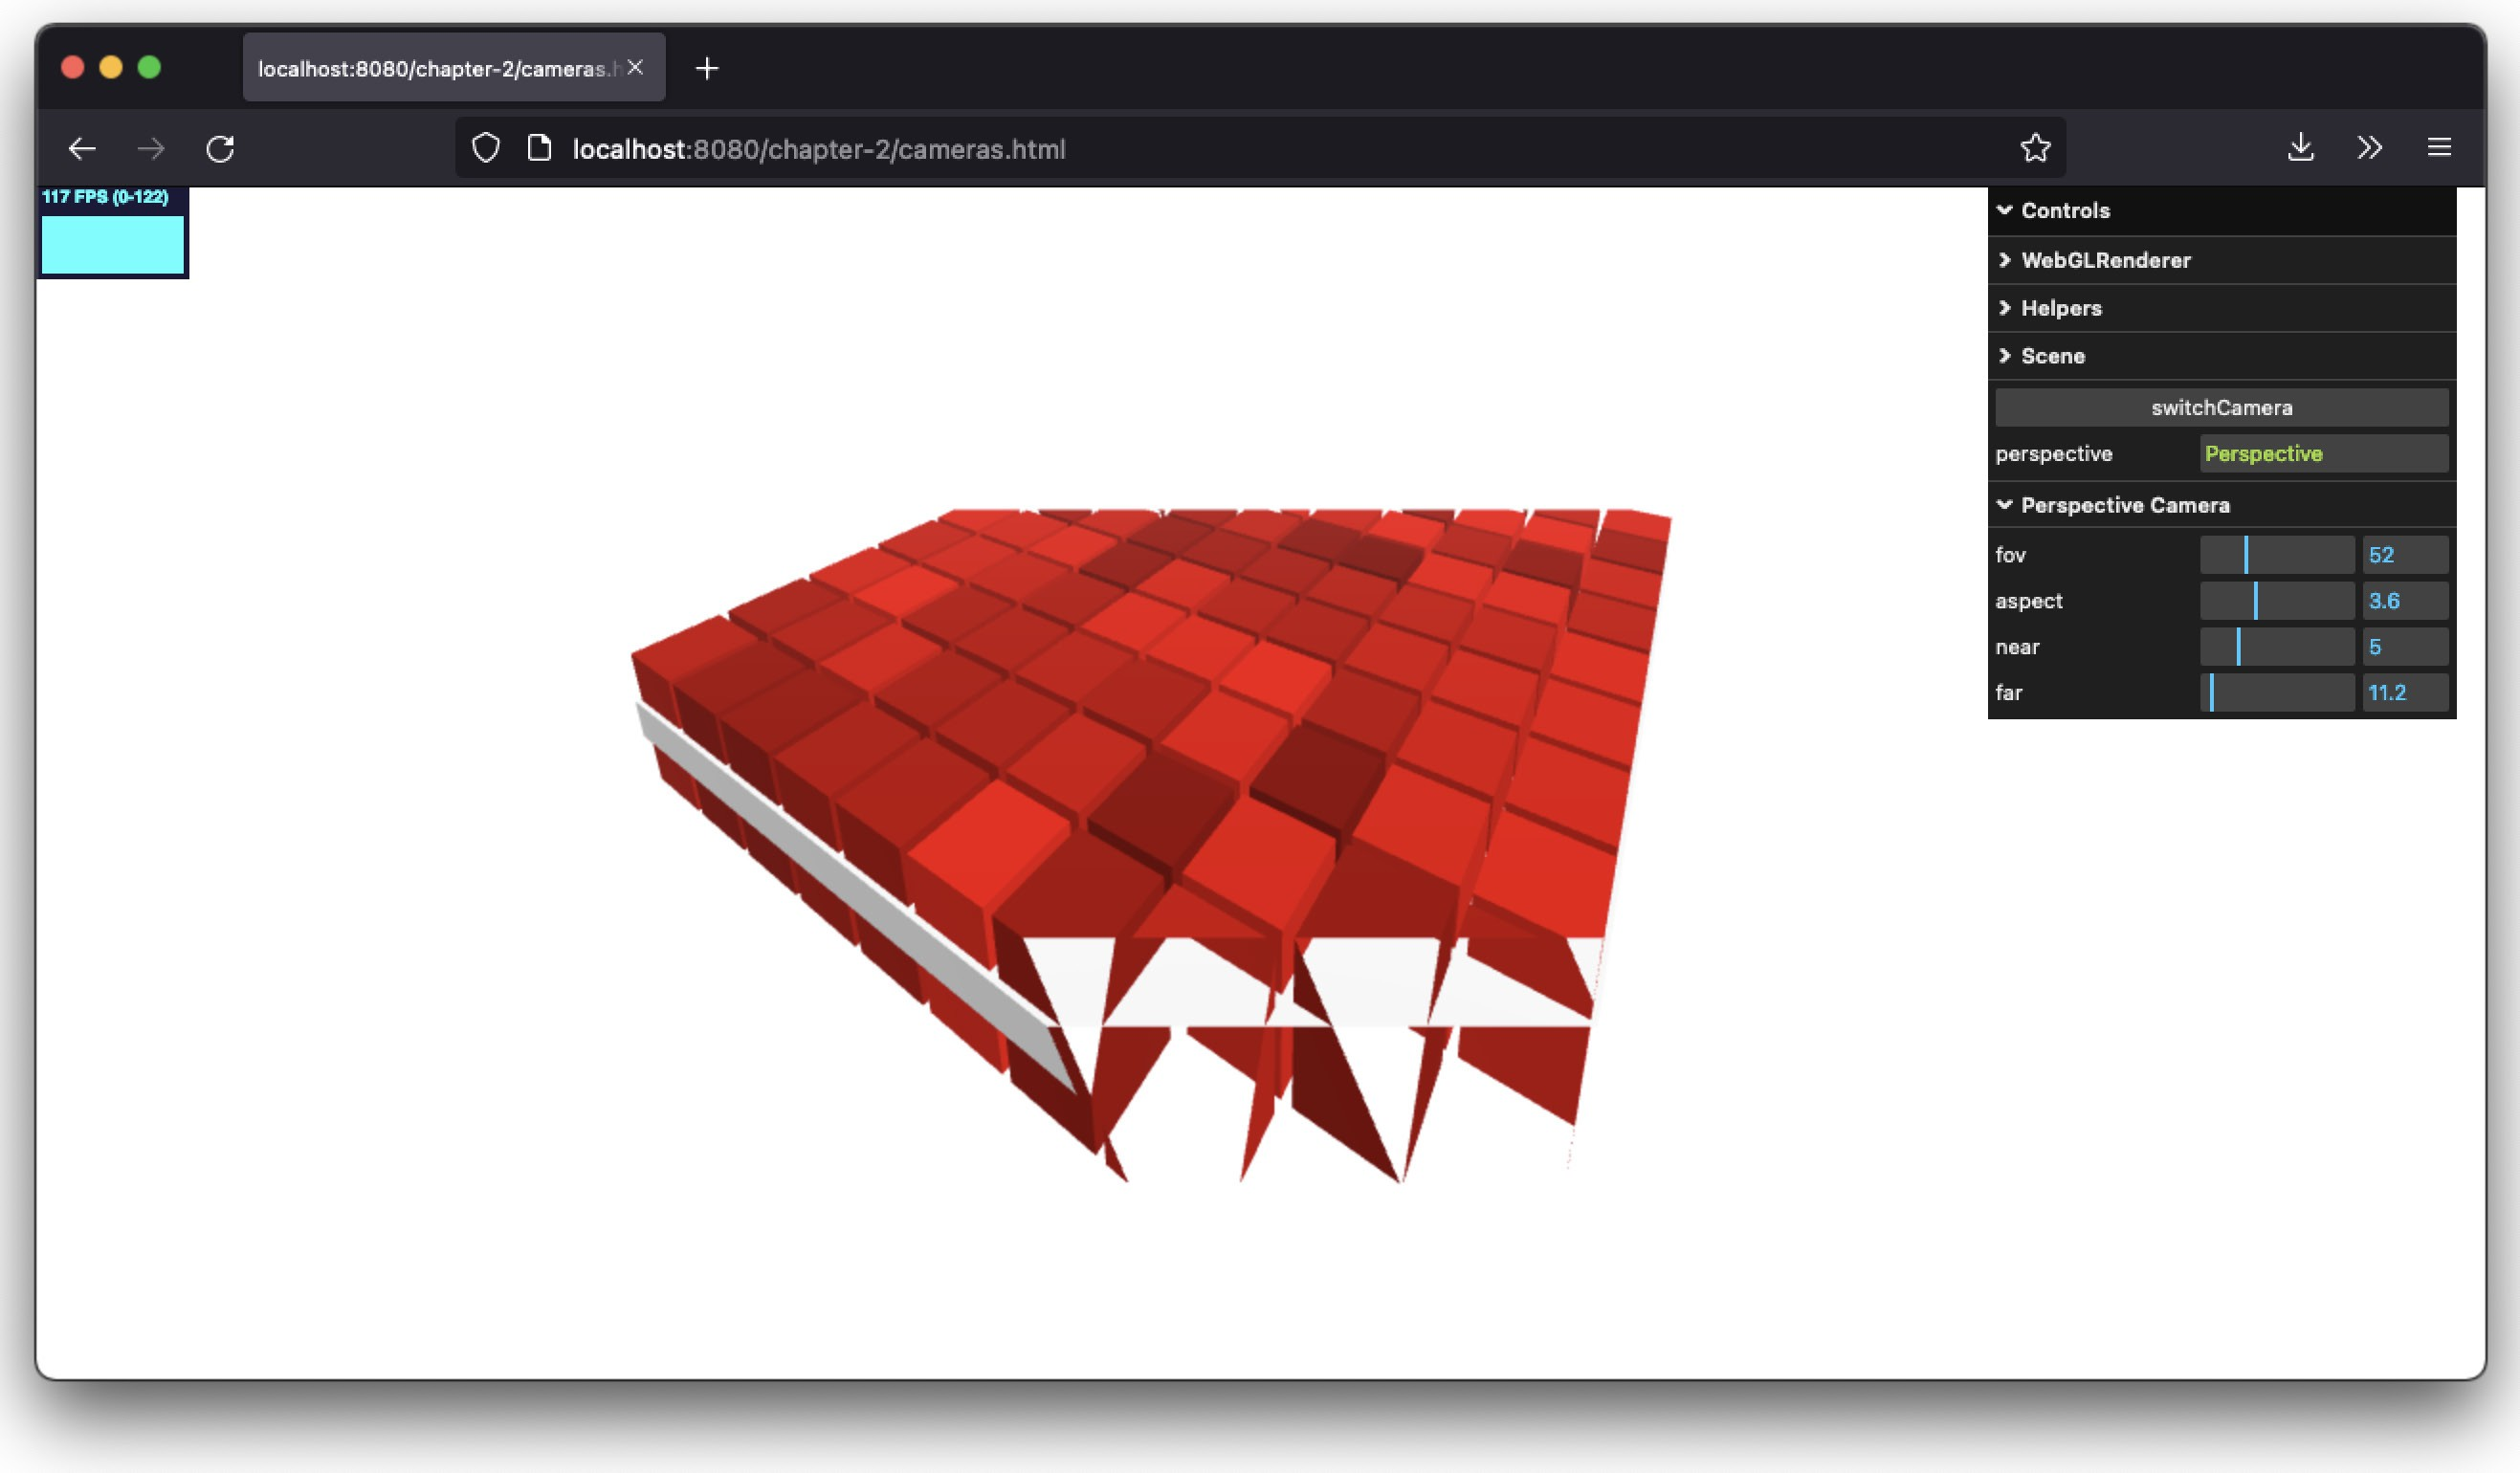 localhost:8080/chapter-2/cameras.h
localhost:8080/chapter-2/cameras.html
117 FPS (0-122)
Controls
WebGLRenderer
Helpers
Scene
switchCamera
perspective Perspective
Perspective Camera
fov 52
aspect 3.6
near 5
far 11.2